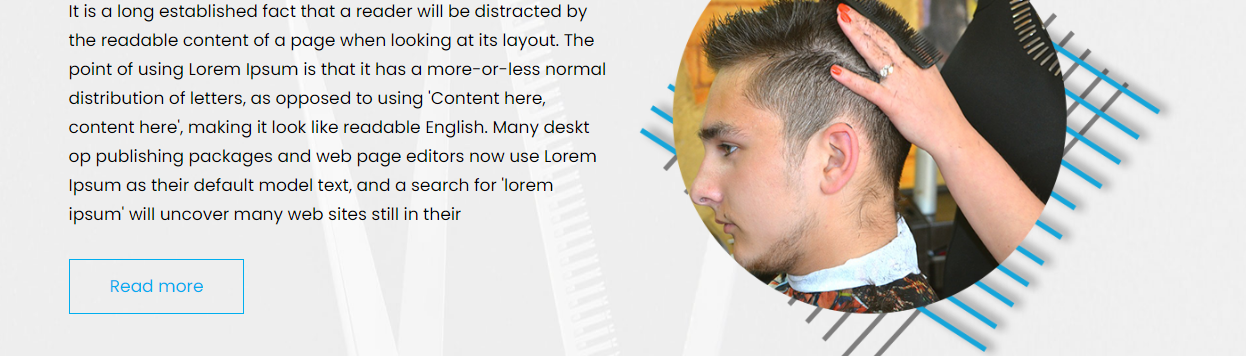 It is a long established fact that a reader will be distracted by
the readable content of a page when looking at its layout. The
point of using Lorem Ipsum is that it has a more-or-less normal
distribution of letters, as opposed to using 'Content here,
content here', making it look like readable English. Many deskt
op publishing packages and web page editors now use Lorem
Ipsum as their default model text, and a search for 'lorem
ipsum' will uncover many web sites still in their
Read more